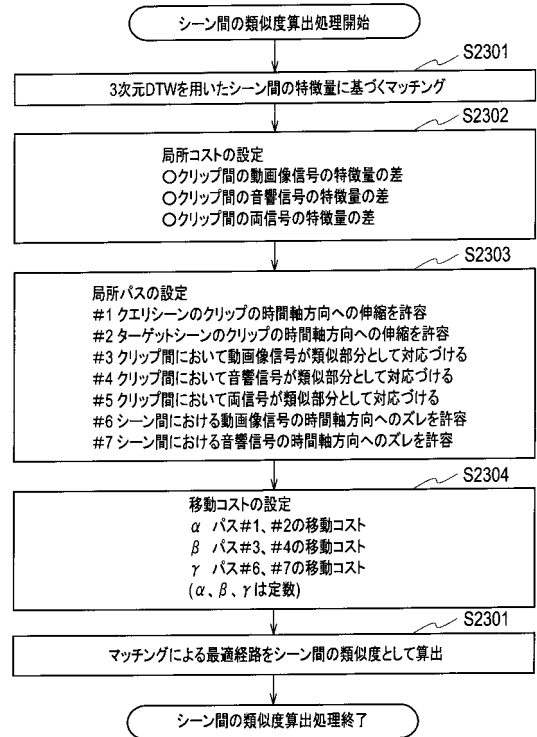 シーン間の類似度算出処理開始
S2301
3次元DTWを用いたシーン間の特徴量に基づくマッチング
S2302
局所コストの設定
○クリップ間の動画像信号の特徴量の差
○クリップ間の音響信号の特徴量の差
○クリップ間の両信号の特徴量の差
S2303
局所パスの設定
#1 クエリシーンのクリップの時間軸方向への伸縮を許容
#2 ターゲットシーンのクリップの時間軸方向への伸縮を許容
#3 クリップ間において動画像信号が類似部分として対応づける
#4 クリップ間において音響信号が類似部分として対応づける
#5 クリップ間において両信号が類似部分として対応づける
#6 シーン間における動画像信号の時間軸方向へのズレを許容
#7 シーン間における音響信号の時間軸方向へのズレを許容
S2304
移動コストの設定
α パス#1、#2の移動コスト
β パス#3、#4の移動コスト
γ パス#6、#7の移動コスト
(α、β、γは定数)
S2301
マッチングによる最適経路をシーン間の類似度として算出
シーン間の類似度算出処理終了